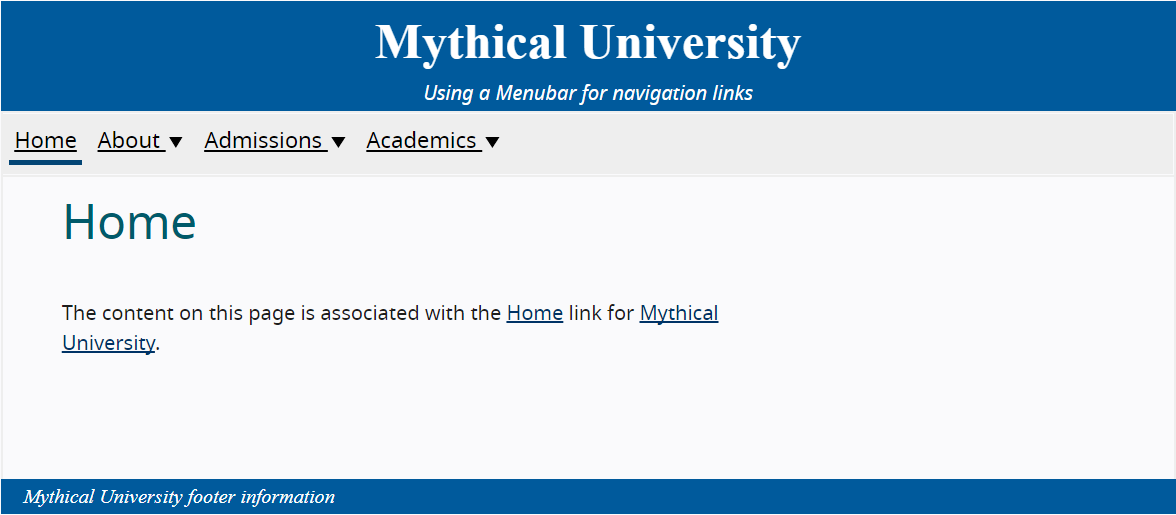 Mythical University
Using a Menubar for navigation links
Home About ▼ Admissions ▼ Academics ▼
Home
The content on this page is associated with the Home link for Mythical
University.
Mythical University footer information